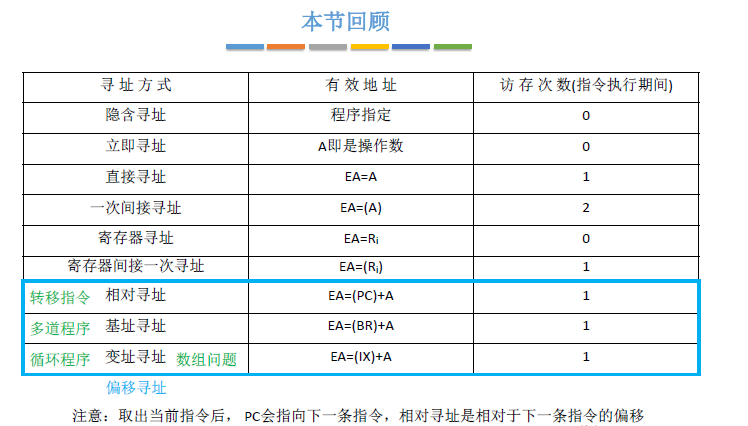 本节回顾
寻址方式 有效地址 访存次数(指令执行期间)
隐含寻址 程序指定 0
立即寻址 A即是操作数 0
直接寻址 EA=A 1
一次间接寻址 EA=(A) 2
寄存器寻址 EA=Ri 0
寄存器间接一次寻址 EA=(Ri) 1
转移指令 相对寻址 EA=(PC)+A 1
多道程序 基址寻址 EA=(BR)+A 1
循环程序 变址寻址 数组问题 EA=(IX)+A 1
偏移寻址
注意：取出当前指令后， PC会指向下一条指令，相对寻址是相对于下一条指令的偏移